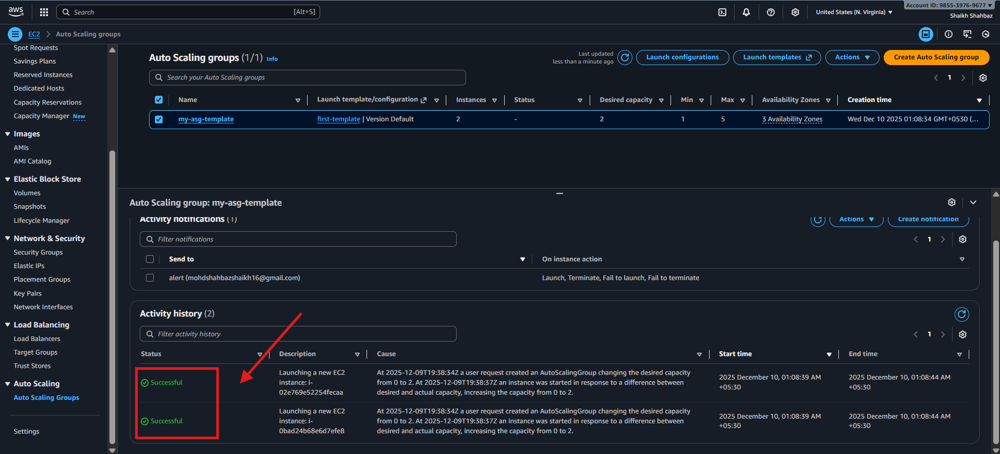 aws
Search [Alt+S]
United States (N. Virginia)
Account ID: 9855-3976-9677
Shaikh Shahbaz
EC2 > Auto Scaling groups
Spot Requests
Savings Plans
Reserved Instances
Dedicated Hosts
Capacity Reservations
Capacity Manager New
Images
AMIs
AMI Catalog
Elastic Block Store
Volumes
Snapshots
Lifecycle Manager
Network & Security
Security Groups
Elastic IPs
Placement Groups
Key Pairs
Network Interfaces
Load Balancing
Load Balancers
Target Groups
Trust Stores
Auto Scaling
Auto Scaling Groups
Settings
Auto Scaling groups (1/1) Info
Last updated
less than a minute ago
Launch configurations
Launch templates
Actions
Create Auto Scaling group
Search your Auto Scaling groups
1
Name Launch template/configuration Instances Status Desired capacity Min Max Availability Zones Creation time
my-asg-template first-template | Version Default 2 - 2 1 5 3 Availability Zones Wed Dec 10 2025 01:08:34 GMT+0530 (...
Auto Scaling group: my-asg-template
Activity notifications (1)
Actions
Create notification
Filter notifications
1
Send to On instance action
alert (mohdshahbazshaikh16@gmail.com) Launch, Terminate, Fail to launch, Fail to terminate
Activity history (2)
Filter activity history
1
Status Description Cause Start time End time
Successful
Launching a new EC2
instance: i-
02e769e52254fecaa
At 2025-12-09T19:38:34Z a user request created an AutoScalingGroup changing the desired capacity
from 0 to 2. At 2025-12-09T19:38:37Z an instance was started in response to a difference between
desired and actual capacity, increasing the capacity from 0 to 2.
2025 December 10, 01:08:39 AM
+05:30
2025 December 10, 01:08:44 AM
+05:30
Successful
Launching a new EC2
instance: i-
0bad24b68e6d7efe8
At 2025-12-09T19:38:34Z a user request created an AutoScalingGroup changing the desired capacity
from 0 to 2. At 2025-12-09T19:38:37Z an instance was started in response to a difference between
desired and actual capacity, increasing the capacity from 0 to 2.
2025 December 10, 01:08:39 AM
+05:30
2025 December 10, 01:08:44 AM
+05:30